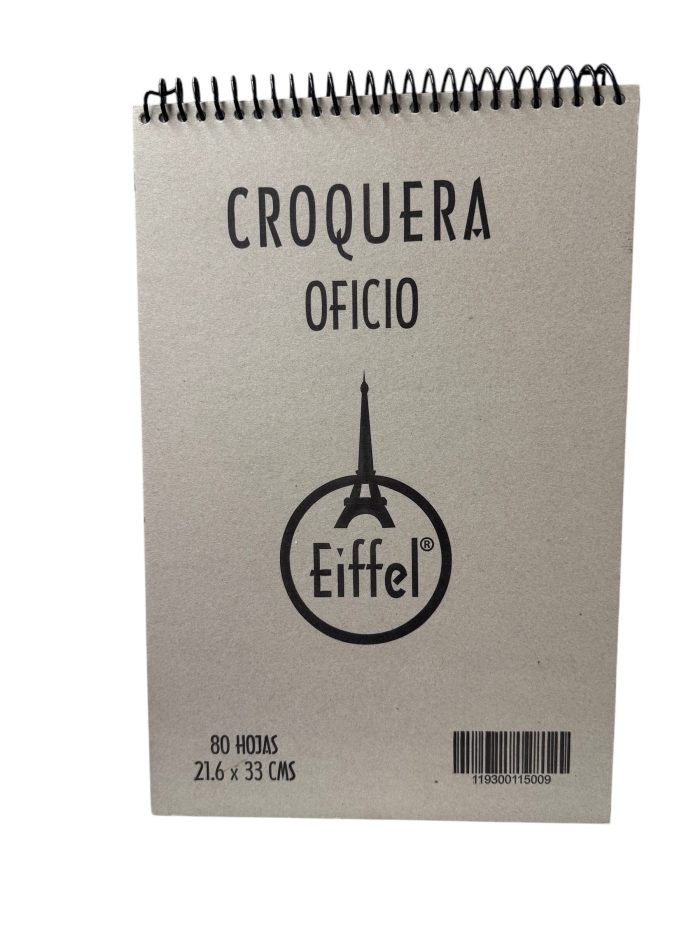 CROQUERA
OFICIO
Eiffel®
80 HOJAS
21.6 x 33 CMS
119300115009